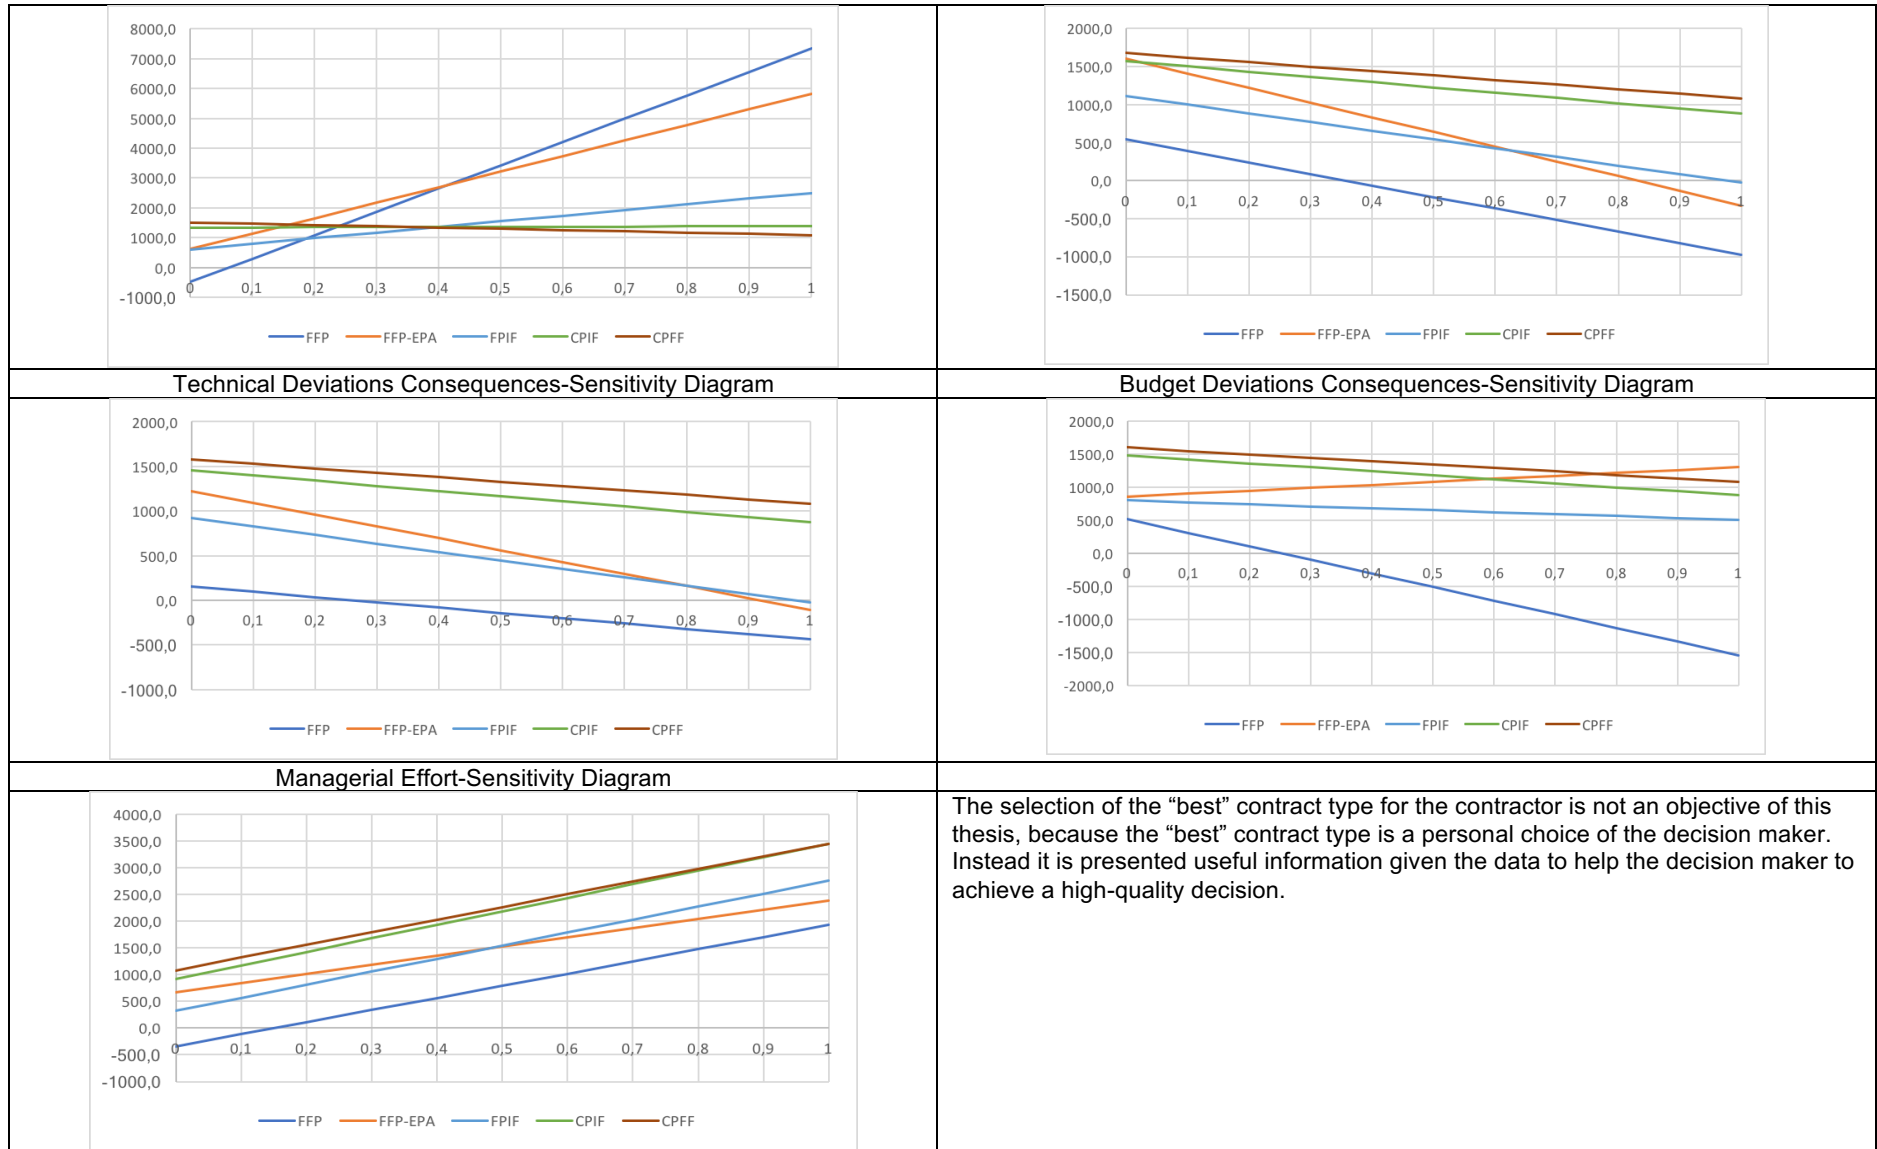 8000,0
7000,0
6000,0
5000,0
4000,0
3000,0
2000,0
1000,0
0,0
-1000,0
0 0,1 0,2 0,3 0,4 0,5 0,6 0,7 0,8 0,9 1
FFP FFP-EPA FPIF CPIF CPFF
2000,0
1500,0
1000,0
500,0
0,0
-500,0
-1000,0
-1500,0
0 0,1 0,2 0,3 0,4 0,5 0,6 0,7 0,8 0,9 1
FFP FFP-EPA FPIF CPIF CPFF
Technical Deviations Consequences-Sensitivity Diagram
Budget Deviations Consequences-Sensitivity Diagram
2000,0
1500,0
1000,0
500,0
0,0
-500,0
-1000,0
0 0,1 0,2 0,3 0,4 0,5 0,6 0,7 0,8 0,9 1
FFP FFP-EPA FPIF CPIF CPFF
2000,0
1500,0
1000,0
500,0
0,0
-500,0
-1000,0
-1500,0
-2000,0
0 0,1 0,2 0,3 0,4 0,5 0,6 0,7 0,8 0,9 1
FFP FFP-EPA FPIF CPIF CPFF
Managerial Effort-Sensitivity Diagram
4000,0
3500,0
3000,0
2500,0
2000,0
1500,0
1000,0
500,0
0,0
-500,0
-1000,0
0 0,1 0,2 0,3 0,4 0,5 0,6 0,7 0,8 0,9 1
FFP FFP-EPA FPIF CPIF CPFF
The selection of the “best” contract type for the contractor is not an objective of this
thesis, because the “best” contract type is a personal choice of the decision maker.
Instead it is presented useful information given the data to help the decision maker to
achieve a high-quality decision.